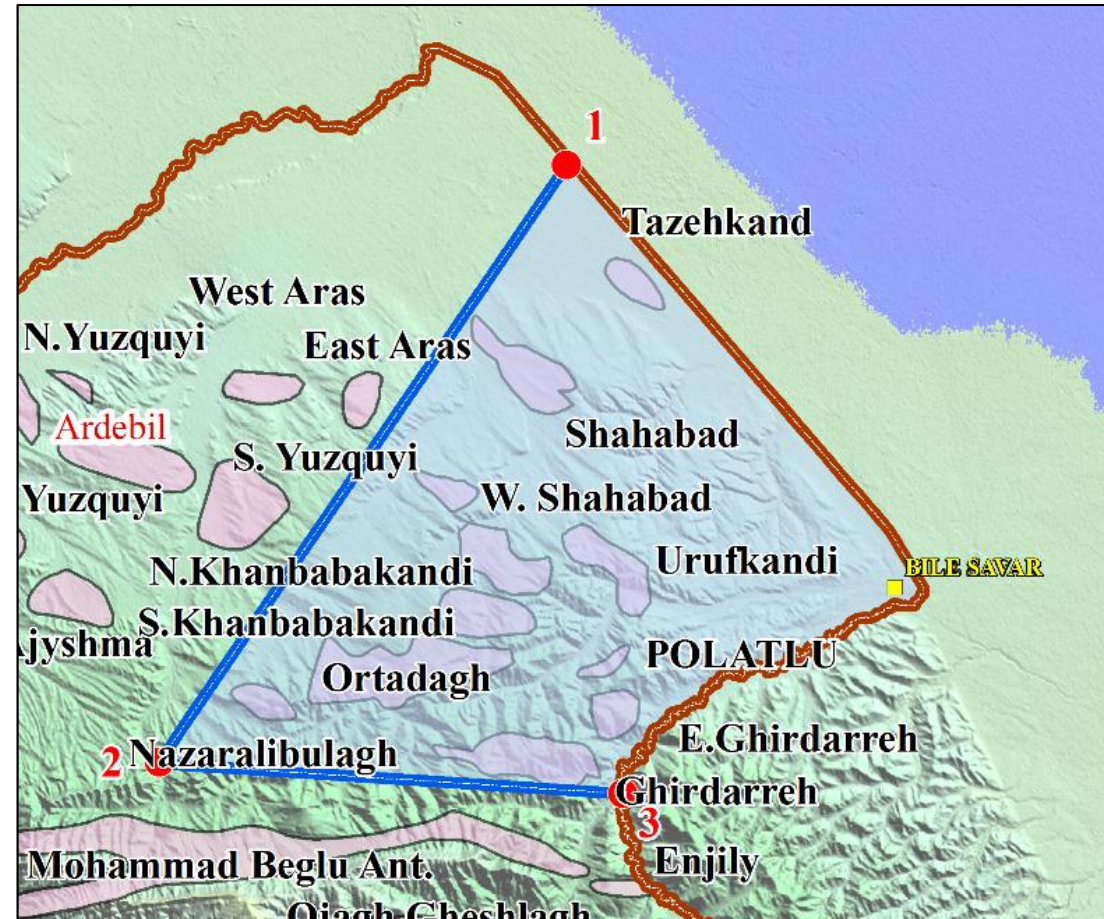 1
Tazehkand
West Aras
N.Yuzquyi
East Aras
Ardebil
Shahabad
S. Yuzquyi
Yuzquyi
W. Shahabad
Urufkandi
BILE SAVAR
N.Khanbabakandi
S.Khanbabakandi
jyshma
POLATLU
Ortadagh
E.Ghirdarreh
2
Nazaralibulagh
Ghirdarreh
3
Enjily
Mohammad Beglu Ant.